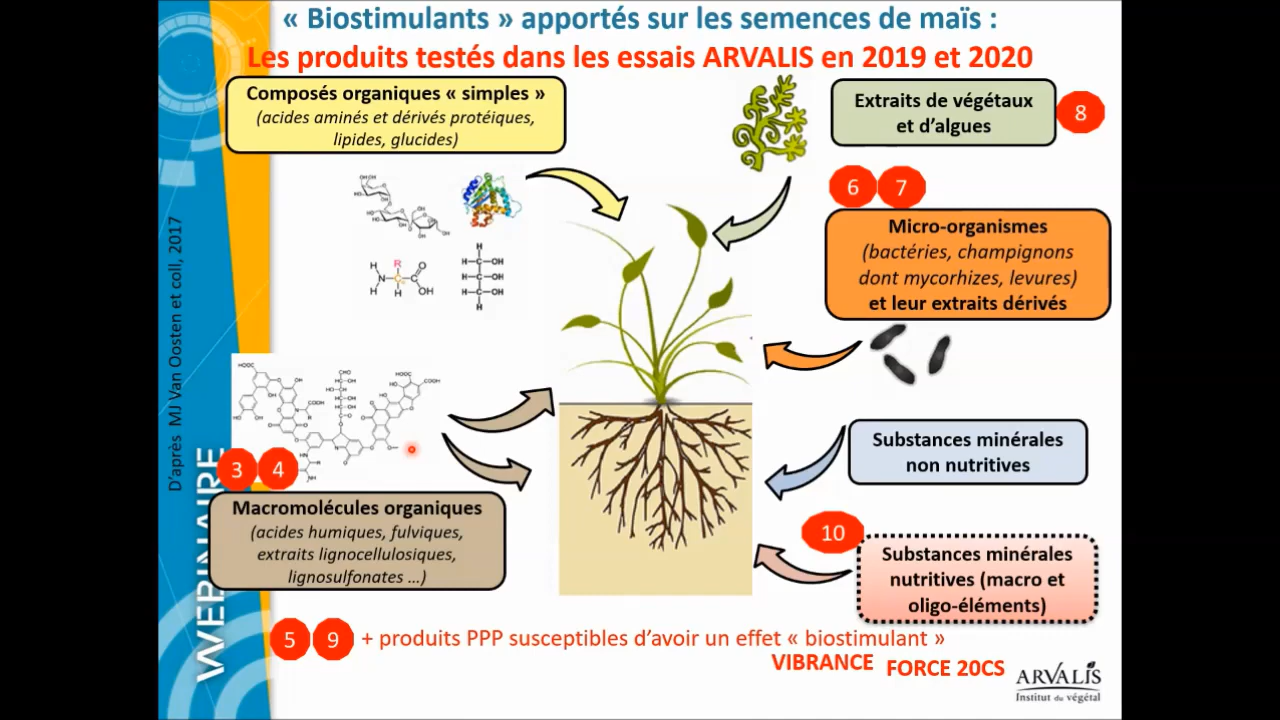 « Biostimulants » apportés sur les semences de maïs :
Les produits testés dans les essais ARVALIS en 2019 et 2020
Composés organiques « simples »
(acides aminés et dérivés protéiques,
lipides, glucides)
Extraits de végétaux
et d’algues
8
6 7
Micro-organismes
(bactéries, champignons
dont mycorhizes, levures)
et leur extraits dérivés
Substances minérales
non nutritives
10
Substances minérales
nutritives (macro et
oligo-éléments)
3 4
Macromolécules organiques
(acides humiques, fulviques,
extraits lignocellulosiques,
lignosulfonates …)
5 9 + produits PPP susceptibles d’avoir un effet « biostimulant »
VIBRANCE FORCE 20CS
D’après MJ Van Oosten et coll, 2017
WEBINAIRE
ARVALIS
Institut du végétal